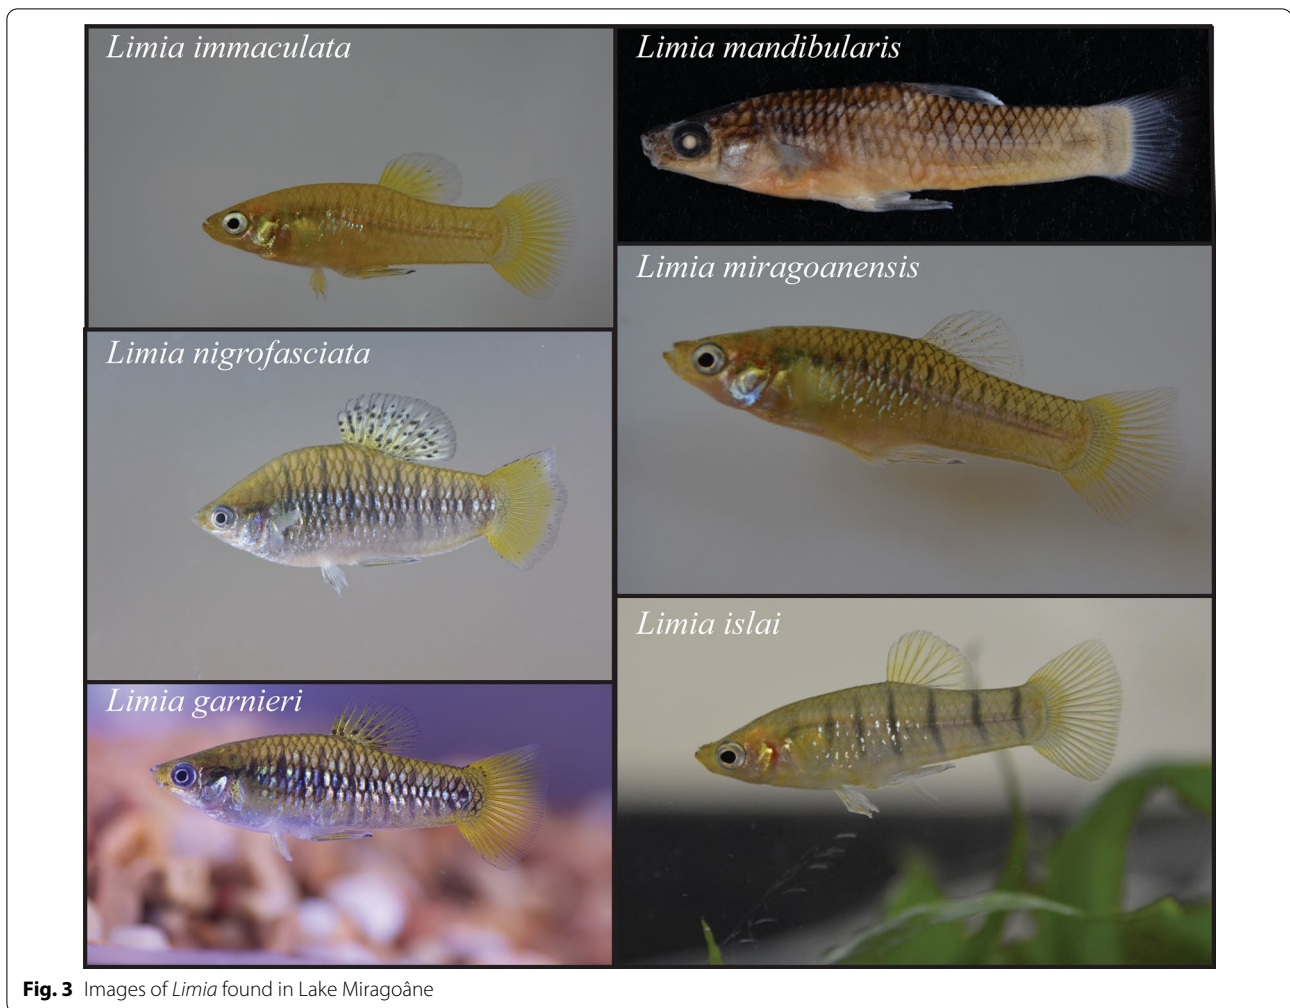 Limia immaculata
Limia mandibularis
Limia miragoanensis
Limia nigrofasciata
Limia islai
Limia garnieri
Fig. 3 Images of Limia found in Lake Miragoâne